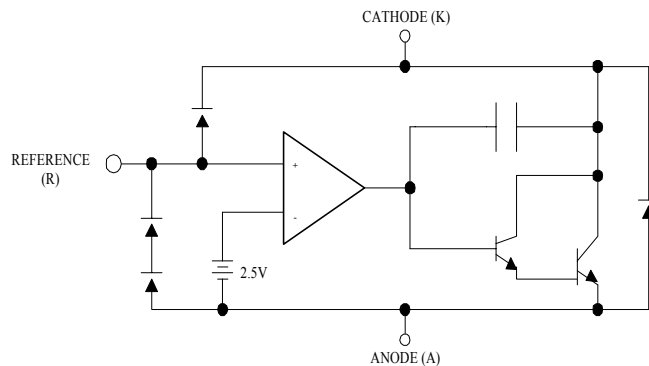 CATHODE (K)
REFERENCE
(R)
+
-
2.5V
ANODE (A)